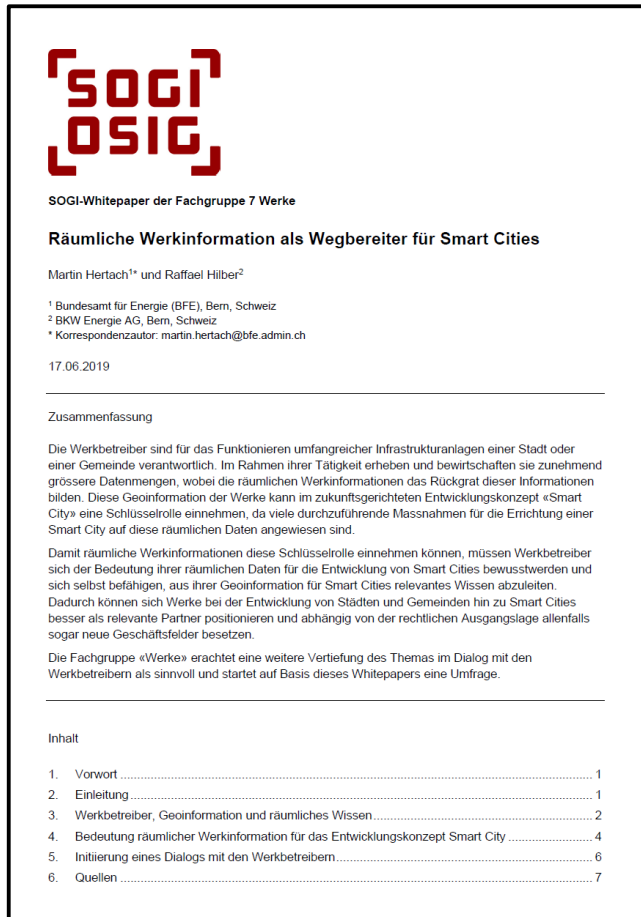 SOGI
OSIG
SOGI-Whitepaper der Fachgruppe 7 Werke
Räumliche Werkinformation als Wegbereiter für Smart Cities
Martin Hertach¹* und Raffael Hilber²
¹ Bundesamt für Energie (BFE), Bern, Schweiz
² BKW Energie AG, Bern, Schweiz
* Korrespondenzautor: martin.hertach@bfe.admin.ch
17.06.2019
Zusammenfassung
Die Werkbetreiber sind für das Funktionieren umfangreicher Infrastrukturanlagen einer Stadt oder
einer Gemeinde verantwortlich. Im Rahmen ihrer Tätigkeit erheben und bewirtschaften sie zunehmend
grössere Datenmengen, wobei die räumlichen Werkinformationen das Rückgrat dieser Informationen
bilden. Diese Geoinformation der Werke kann im zukunftsgerichteten Entwicklungskonzept «Smart
City» eine Schlüsselrolle einnehmen, da viele durchzuführende Massnahmen für die Errichtung einer
Smart City auf diese räumlichen Daten angewiesen sind.
Damit räumliche Werkinformationen diese Schlüsselrolle einnehmen können, müssen Werkbetreiber
sich der Bedeutung ihrer räumlichen Daten für die Entwicklung von Smart Cities bewusstwerden und
sich selbst befähigen, aus ihrer Geoinformation für Smart Cities relevantes Wissen abzuleiten.
Dadurch können sich Werke bei der Entwicklung von Städten und Gemeinden hin zu Smart Cities
besser als relevante Partner positionieren und abhängig von der rechtlichen Ausgangslage allenfalls
sogar neue Geschäftsfelder besetzen.
Die Fachgruppe «Werke» erachtet eine weitere Vertiefung des Themas im Dialog mit den
Werkbetreibern als sinnvoll und startet auf Basis dieses Whitepapers eine Umfrage.
Inhalt
1. Vorwort ........ 1
2. Einleitung ........ 1
3. Werkbetreiber, Geoinformation und räumliches Wissen ........ 2
4. Bedeutung räumlicher Werkinformation für das Entwicklungskonzept Smart City ........ 4
5. Initiierung eines Dialogs mit den Werkbetreibern ........ 6
6. Quellen ........ 7